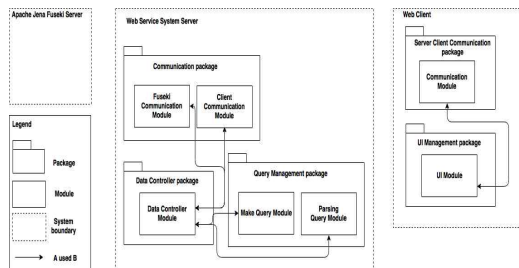 Apache Jena Fuseki Server
Web Service System Server
Web Client
Communication package
Fuseki
Communication
Module
Client
Communication
Module
Server Client Communication
package
Communication
Module
Legend
Package
Module
System
boundary
A used B
Data Controller package
Data Controller
Module
Query Management package
Make Query Module
Parsing
Query Module
UI Management package
UI Module